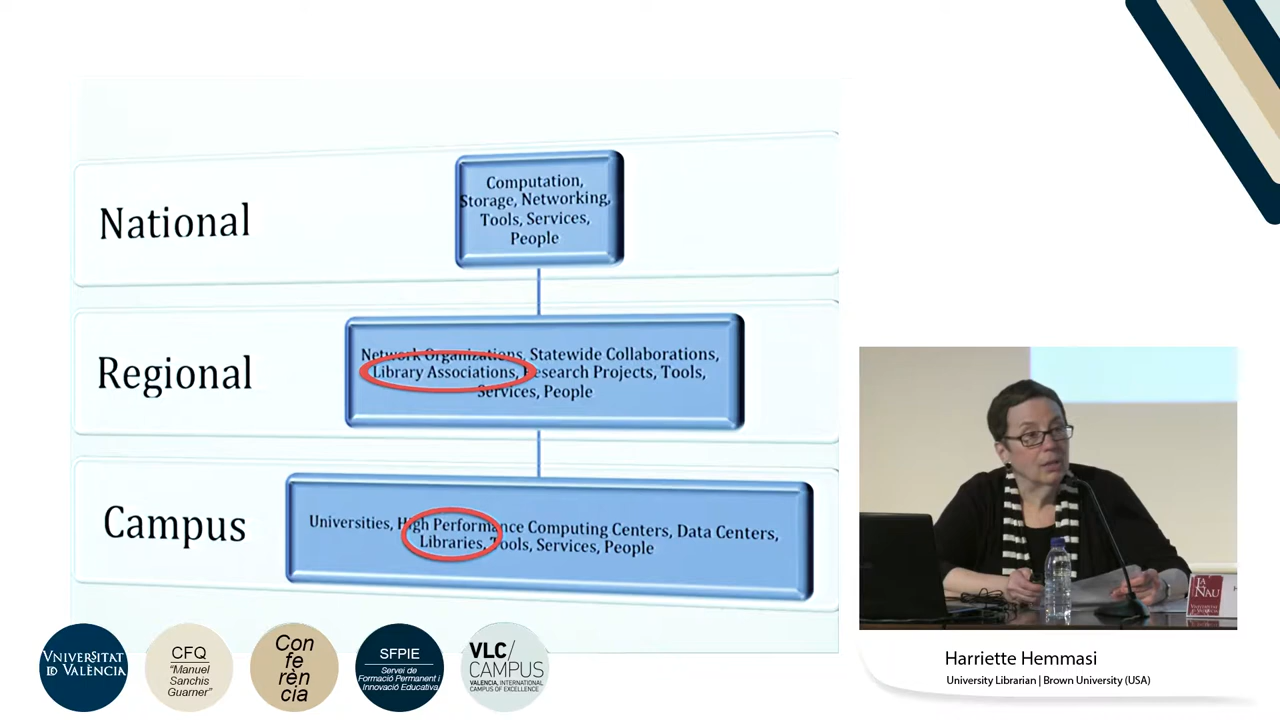 National
Computation,
Storage, Networking,
Tools, Services,
People
Regional
Network Organizations, Statewide Collaborations,
Library Associations, Research Projects, Tools,
Services, People
Campus
Universities, High Performance Computing Centers, Data Centers,
Libraries, Tools, Services, People
VNIVERSITAT
DE VALÈNCIA
CFQ
"Manuel
Sanchis
Guarner"
Con
fe
rèn
cia
SFPIE
Servei de
Formació Permanent i
Innovació Educativa
VLC/
CAMPUS
VALENCIA, INTERNATIONAL
CAMPUS OF EXCELLENCE
LA
NAU
Harriette Hemmasi
University Librarian | Brown University (USA)